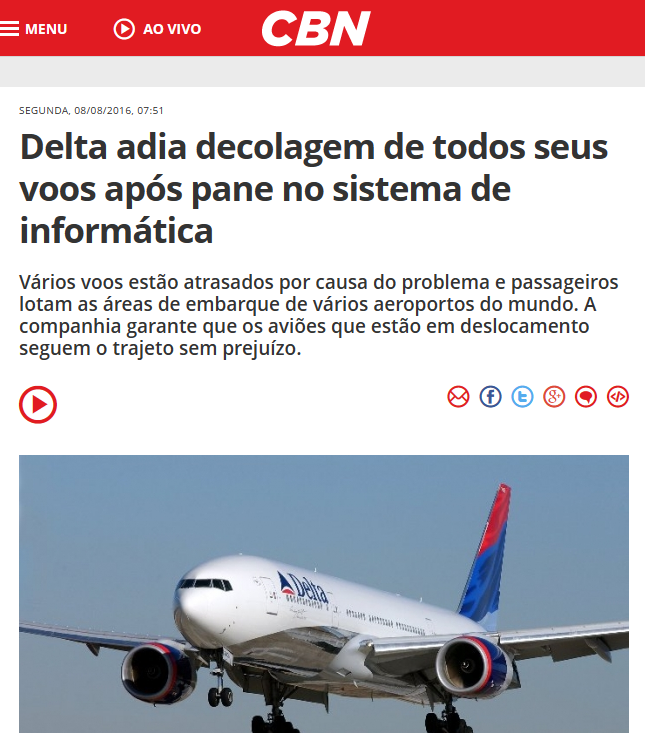 MENU
AO VIVO
CBN
SEGUNDA, 08/08/2016, 07:51
Delta adia decolagem de todos seus
voos após pane no sistema de
informática
Vários voos estão atrasados por causa do problema e passageiros
lotam as áreas de embarque de vários aeroportos do mundo. A
companhia garante que os aviões que estão em deslocamento
seguem o trajeto sem prejuízo.
Delta